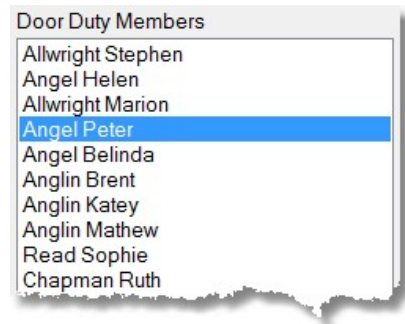 Door Duty Members
Allwright Stephen
Angel Helen
Allwright Marion
Angel Peter
Angel Belinda
Anglin Brent
Anglin Katey
Anglin Mathew
Read Sophie
Chapman Ruth